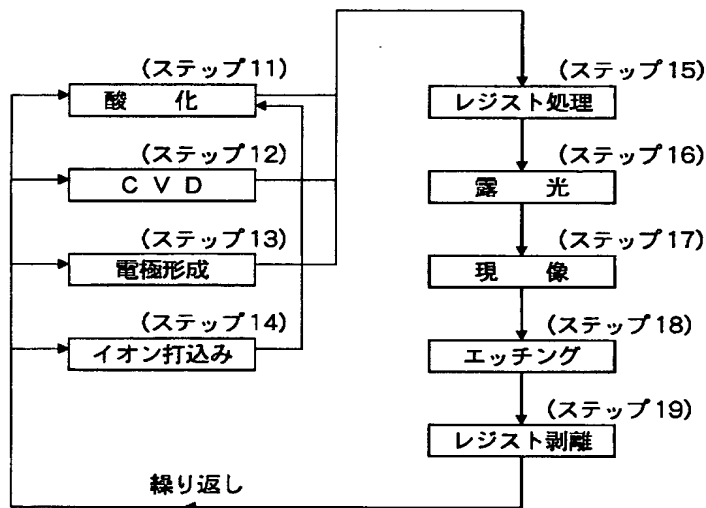 (ステップ11)
酸 化
(ステップ12)
C V D
(ステップ13)
電極形成
(ステップ14)
イオン打込み
(ステップ15)
レジスト処理
(ステップ16)
露 光
(ステップ17)
現 像
(ステップ18)
エッチング
(ステップ19)
レジスト剥離
繰り返し